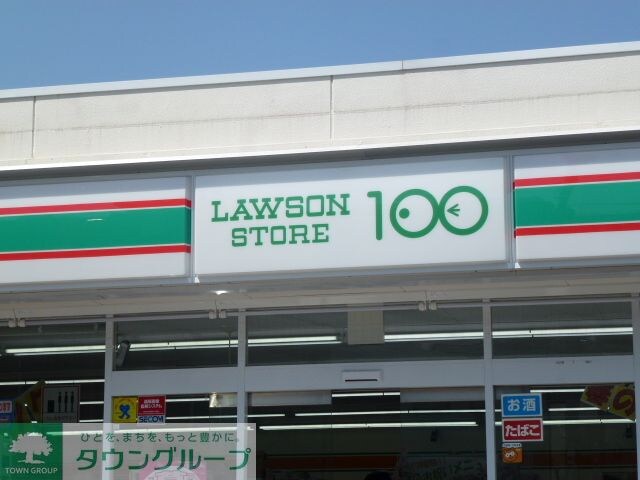 LAWSON
STORE
100
お酒
たばこ
SECOM
ひとを、まちを、もっと豊かに。
タウングループ
TOWN GROUP